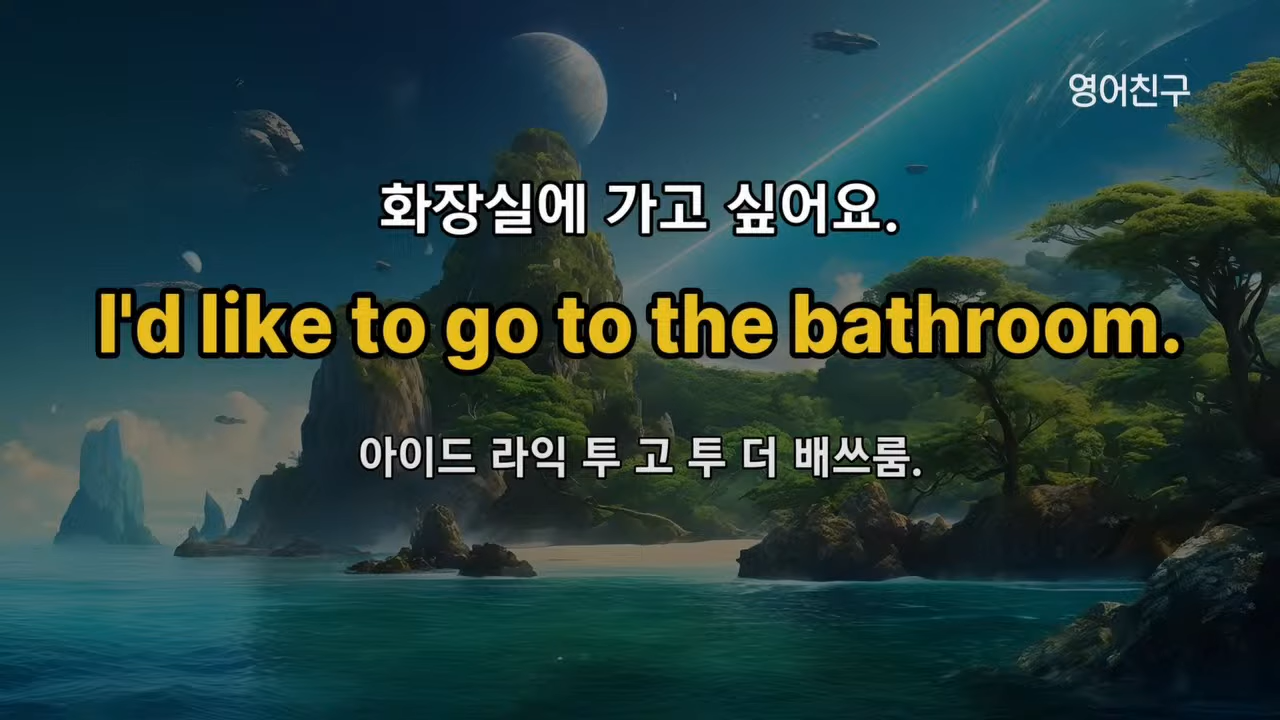 영어친구
화장실에 가고 싶어요.
I'd like to go to the bathroom.
아이드 라익 투 고 투 더 배쓰룸.